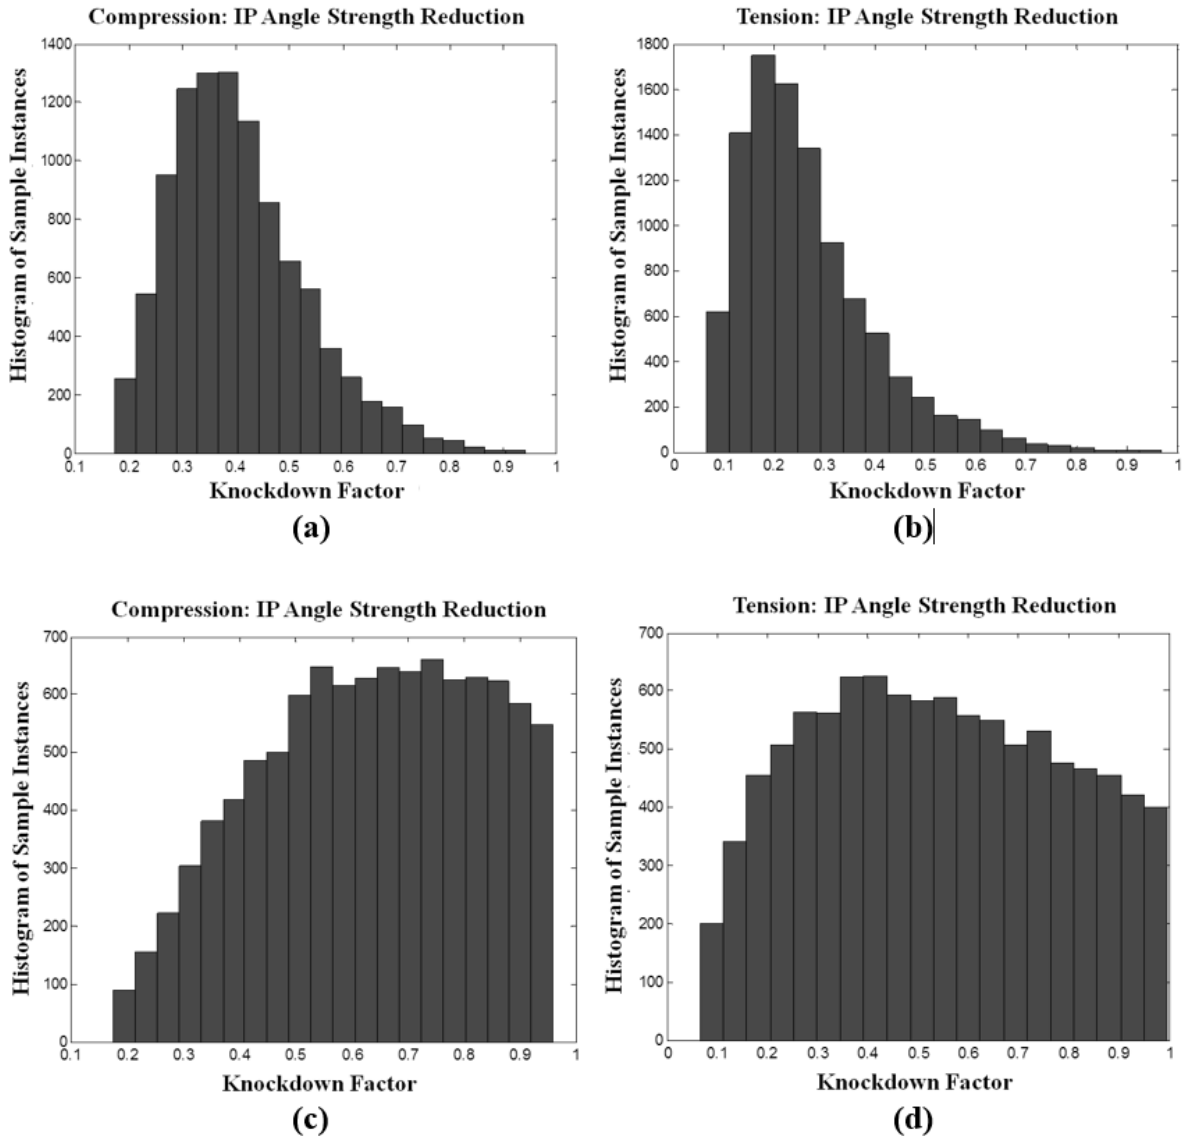 Compression: IP Angle Strength Reduction
Histogram of Sample Instances
1400
1200
1000
800
600
400
200
0
0.1 0.2 0.3 0.4 0.5 0.6 0.7 0.8 0.9 1
Knockdown Factor
(a)
Tension: IP Angle Strength Reduction
Histogram of Sample Instances
1800
1600
1400
1200
1000
800
600
400
200
0
0 0.1 0.2 0.3 0.4 0.5 0.6 0.7 0.8 0.9 1
Knockdown Factor
(b)
Compression: IP Angle Strength Reduction
Histogram of Sample Instances
700
600
500
400
300
200
100
0
0.1 0.2 0.3 0.4 0.5 0.6 0.7 0.8 0.9 1
Knockdown Factor
(c)
Tension: IP Angle Strength Reduction
Histogram of Sample Instances
700
600
500
400
300
200
100
0
0 0.1 0.2 0.3 0.4 0.5 0.6 0.7 0.8 0.9 1
Knockdown Factor
(d)